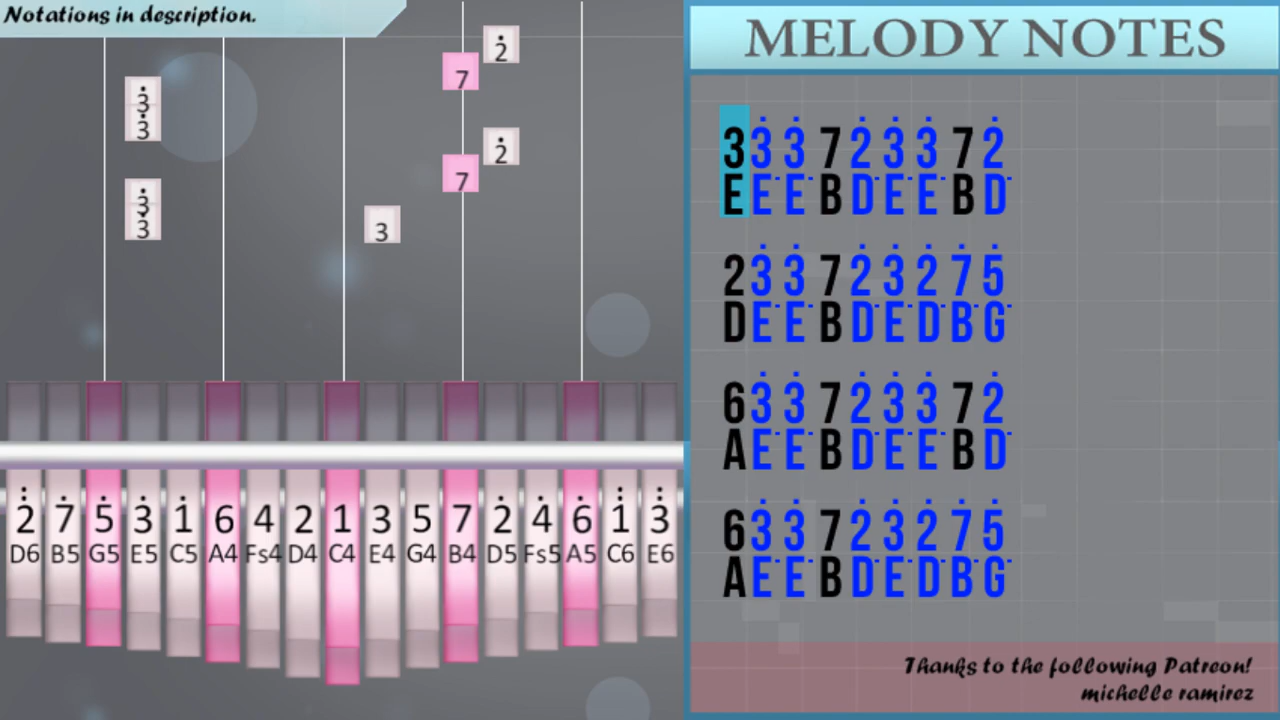 Notations in description.
2̇
7
3̇
3̇
2̇
7
3̇
3̇
3
2̈ 7̇ 5̇ 3̇ 1̇ 6 4 2 1 3 5 7 2̇ 4̇ 6̇ 1̈ 3̈
D6 B5 G5 E5 C5 A4 Fs4 D4 C4 E4 G4 B4 D5 Fs5 A5 C6 E6
MELODY NOTES
3 3̇ 3̇ 7 2̇ 3̇ 3̇ 7 2̇
E E· E· B D· E· E· B D·
2 3̇ 3̇ 7 2̇ 3̇ 2̇ 7̇ 5̇
D E· E· B D· E· D· B· G·
6 3̇ 3̇ 7 2̇ 3̇ 3̇ 7 2̇
A E· E· B D· E· E· B D·
6 3̇ 3̇ 7 2̇ 3̇ 2̇ 7̇ 5̇
A E· E· B D· E· D· B· G·
Thanks to the following Patreon!
michelle ramirez